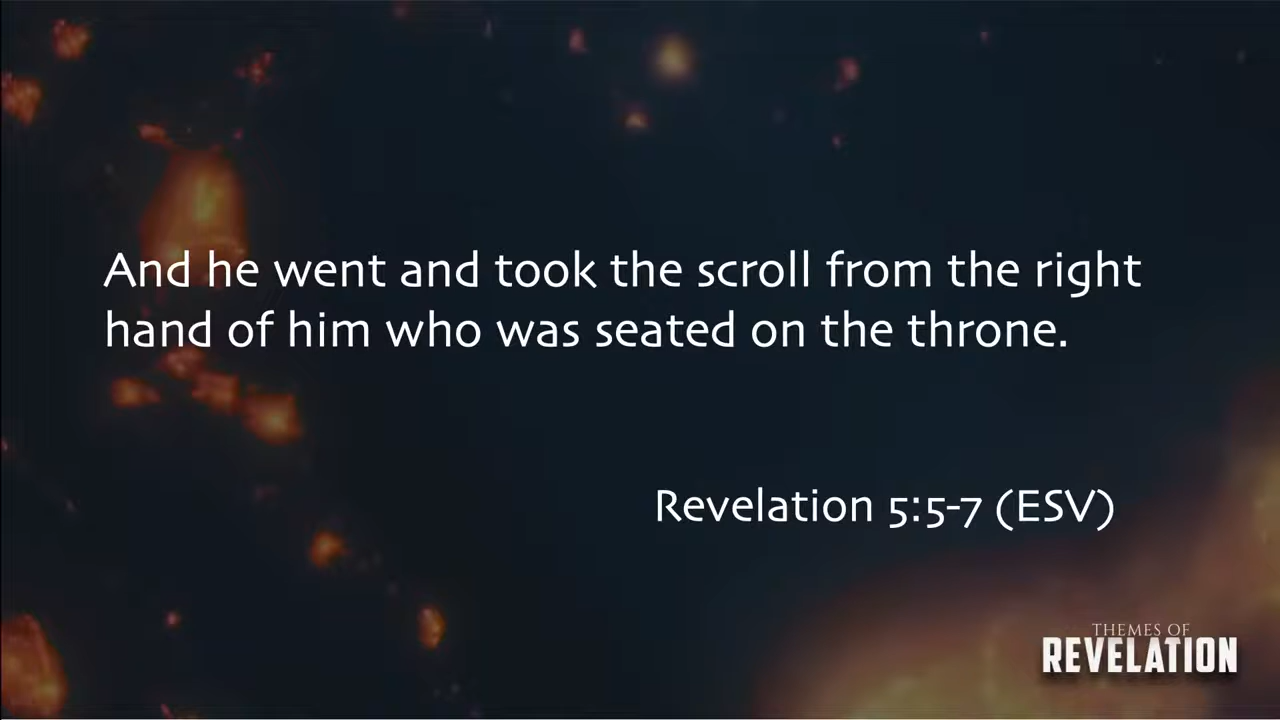 And he went and took the scroll from the right
hand of him who was seated on the throne.
Revelation 5:5-7 (ESV)
THEMES OF
REVELATION